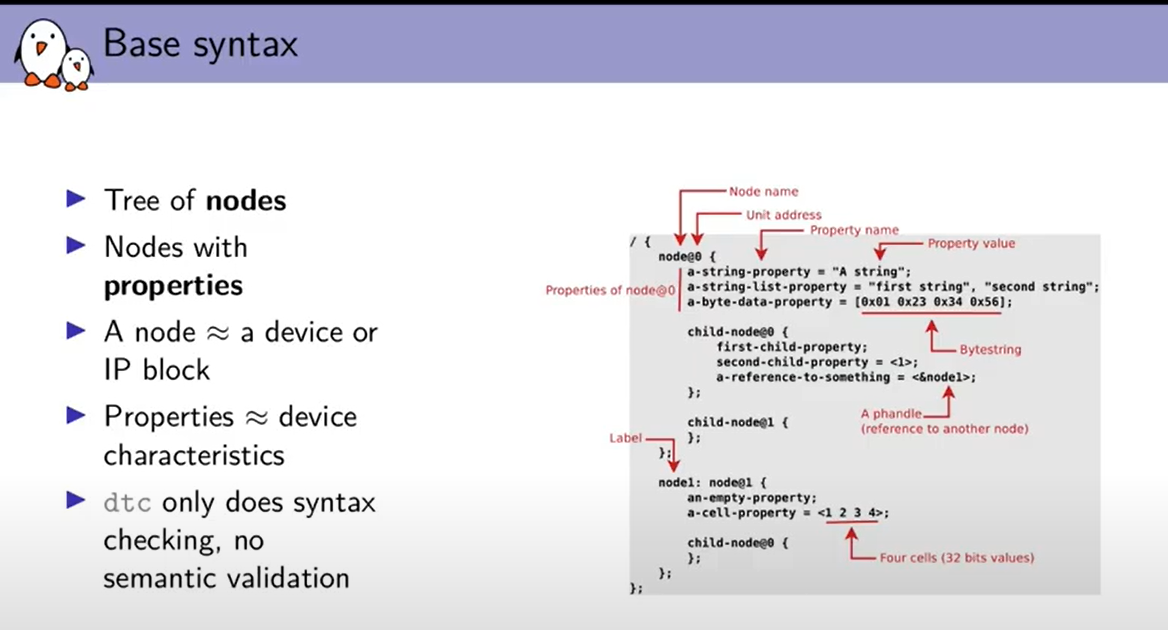 Base syntax
▶ Tree of nodes
▶ Nodes with
properties
▶ A node ≈ a device or
IP block
▶ Properties ≈ device
characteristics
▶ dtc only does syntax
checking, no
semantic validation
Node name
Unit address
Property name
Property value
/ {
node@0 {
a-string-property = "A string";
a-string-list-property = "first string", "second string";
Properties of node@0
a-byte-data-property = [0x01 0x23 0x34 0x56];
child-node@0 {
first-child-property;
Bytestring
second-child-property = <1>;
a-reference-to-something = <&node1>;
};
A phandle
(reference to another node)
child-node@1 {
Label
};
};
node1: node@1 {
an-empty-property;
a-cell-property = <1 2 3 4>;
child-node@0 {
Four cells (32 bits values)
};
};
};